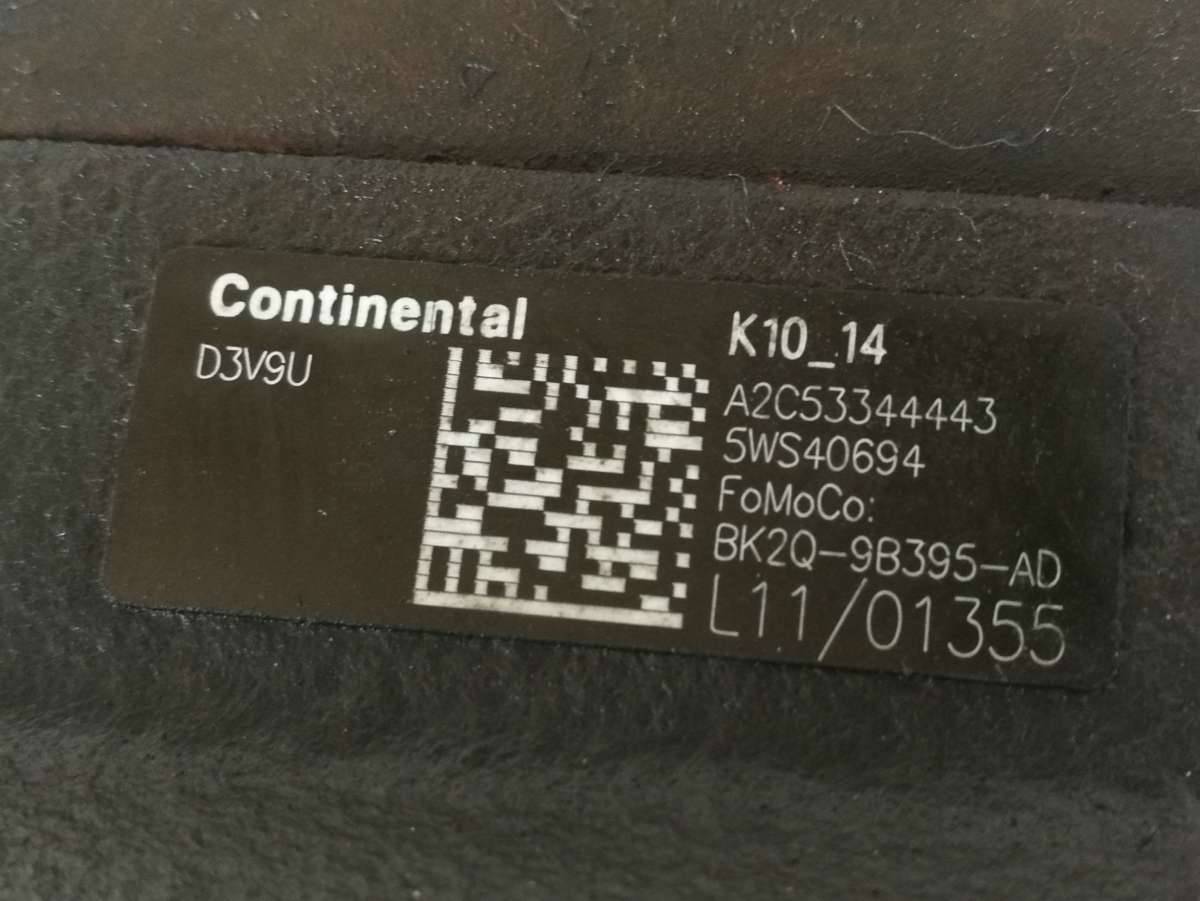 Continental
D3V9U
K10_14
A2C53344443
5WS40694
FoMoCo:
BK2Q-9B395-AD
L11/01355